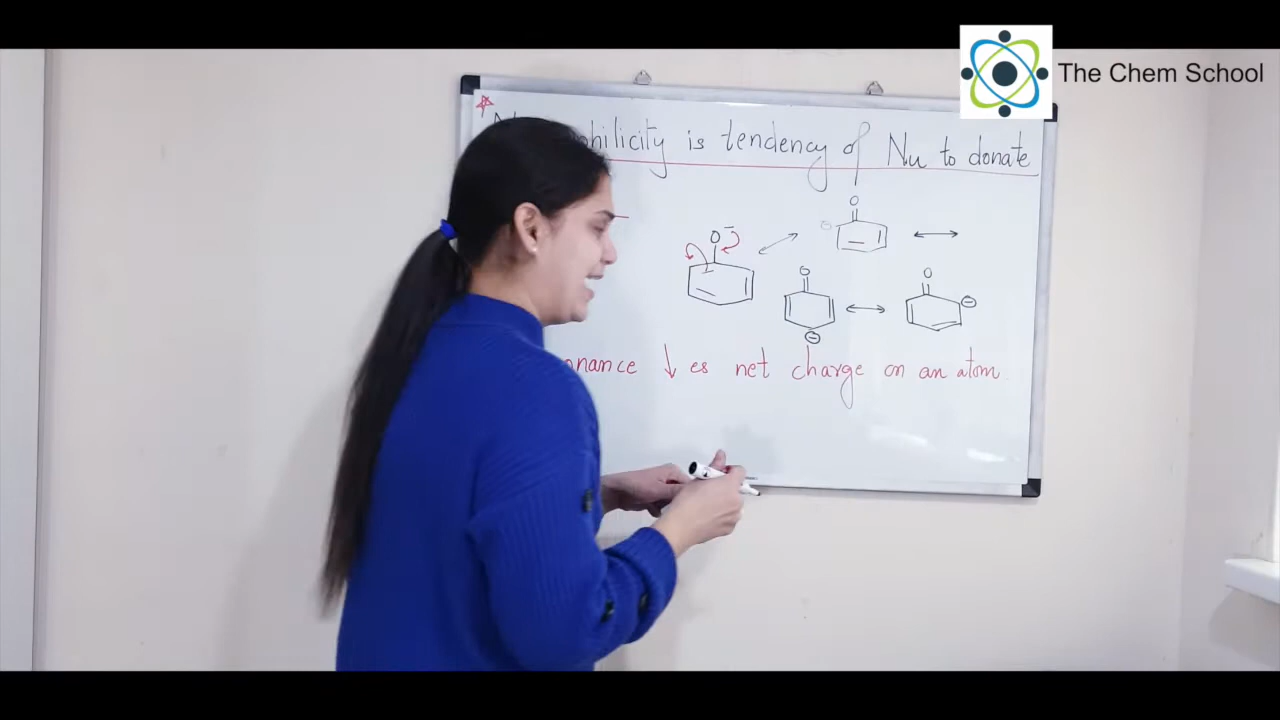 The Chem School
philicity is tendency of Nu to donate
O
O⁻
⊖
O
O
⊖
⊖
onance ↓ es net charge on an atom